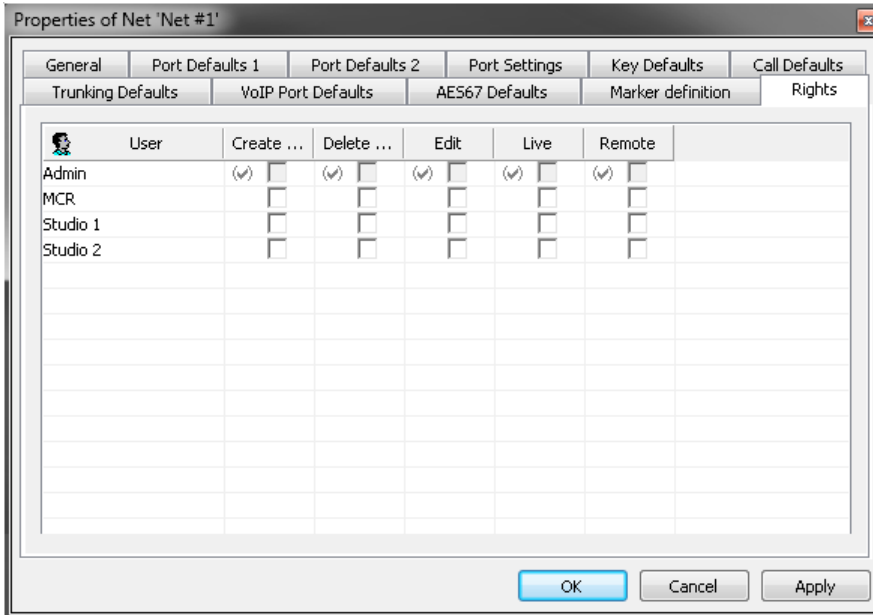 Properties of Net 'Net #1'
General Port Defaults 1 Port Defaults 2 Port Settings Key Defaults Call Defaults
Trunking Defaults VoIP Port Defaults AES67 Defaults Marker definition Rights
User Create ... Delete ... Edit Live Remote
Admin
MCR
Studio 1
Studio 2
OK Cancel Apply